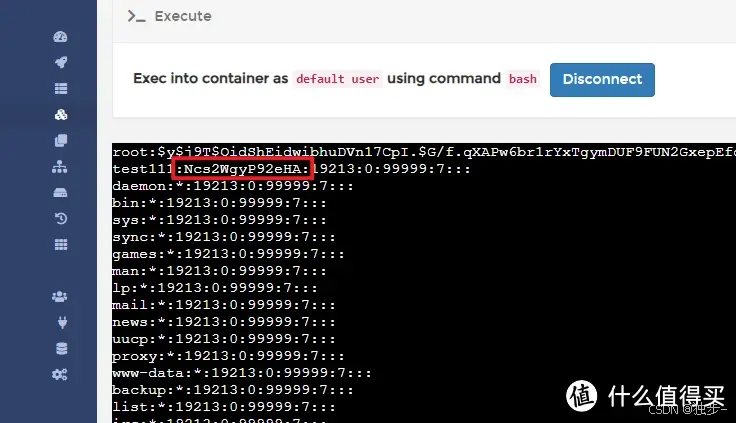 Execute
Exec into container as default user using command bash Disconnect
root:$y$j9T$OidShEidwibhuDVn17CpI.$G/f.qXAPw6br1rYxTgymDUF9FUN2GxepEfc
test111:Ncs2WgyP92eHA:19213:0:99999:7:::
daemon:*:19213:0:99999:7:::
bin:*:19213:0:99999:7:::
sys:*:19213:0:99999:7:::
sync:*:19213:0:99999:7:::
games:*:19213:0:99999:7:::
man:*:19213:0:99999:7:::
lp:*:19213:0:99999:7:::
mail:*:19213:0:99999:7:::
news:*:19213:0:99999:7:::
uucp:*:19213:0:99999:7:::
proxy:*:19213:0:99999:7:::
www-data:*:19213:0:99999:7:::
backup:*:19213:0:99999:7:::
list:*:19213:0:99999:7:::
值 什么值得买
CSDN @独步-